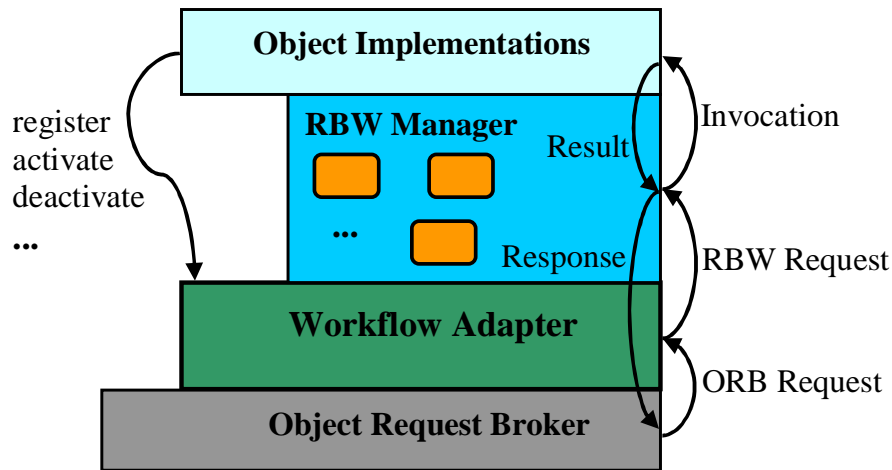 Object Implementations
register
activate
deactivate
...
RBW Manager
...
Result
Invocation
Response
RBW Request
Workflow Adapter
ORB Request
Object Request Broker